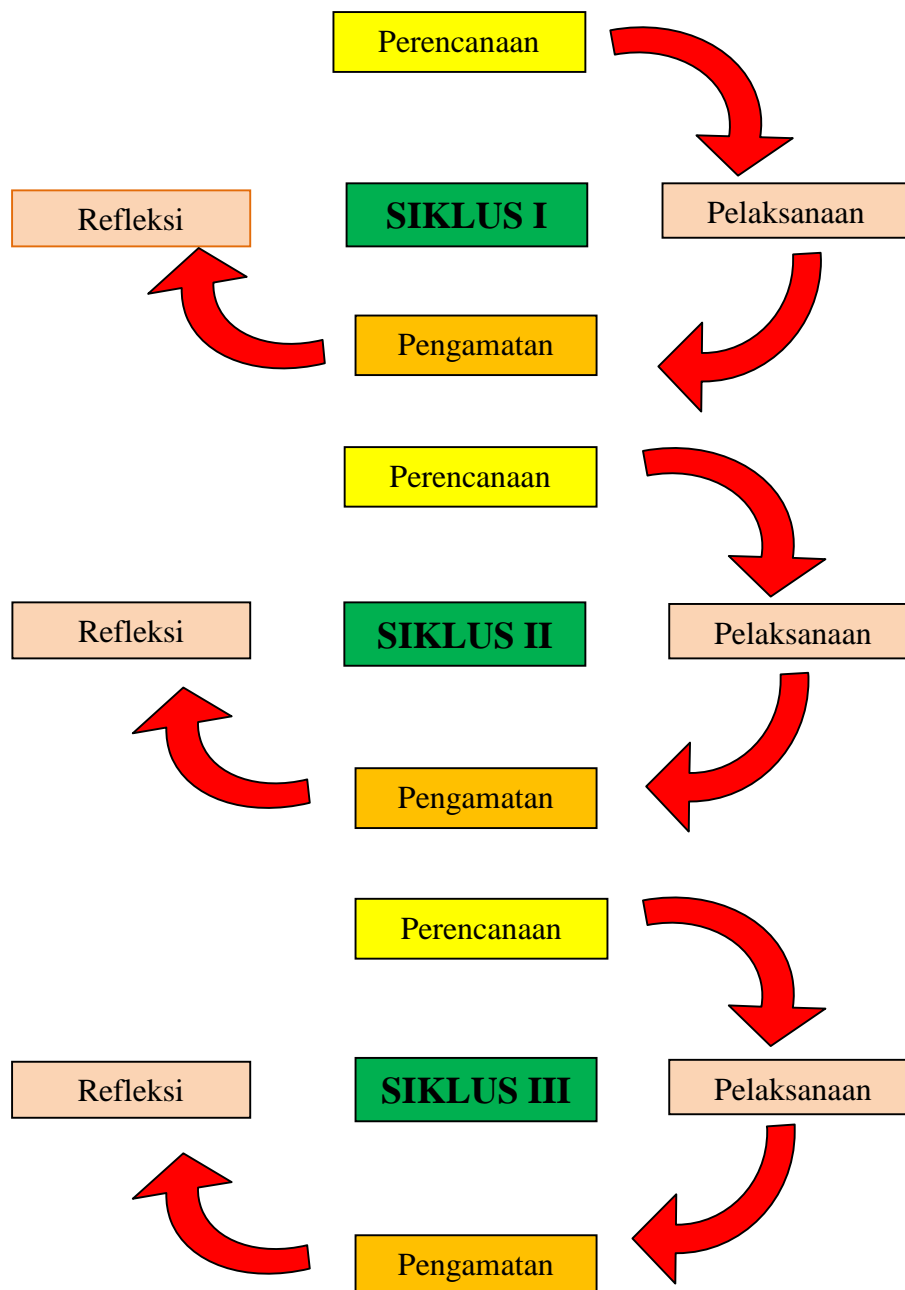 Perencanaan
Refleksi
SIKLUS I
Pelaksanaan
Pengamatan
Perencanaan
Refleksi
SIKLUS II
Pelaksanaan
Pengamatan
Perencanaan
Refleksi
SIKLUS III
Pelaksanaan
Pengamatan